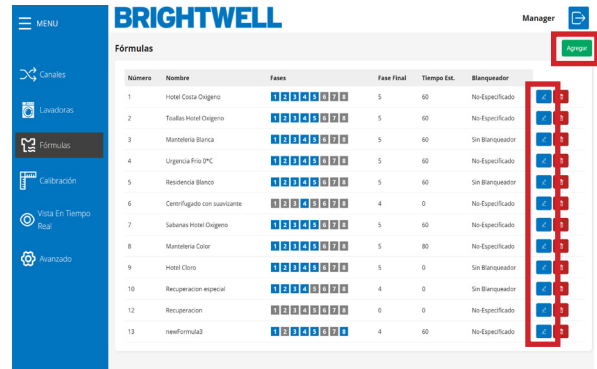 MENU
BRIGHTWELL
Manager
Fórmulas
Agregar
Canales
Lavadoras
Fórmulas
Calibración
Vista En Tiempo
Real
Avanzado
Número Nombre Fases Fase Final Tiempo Est. Blanqueador
1 Hotel Costa Oxigeno 1 2 3 4 5 6 7 8 5 60 No-Especificado
2 Toallas Hotel Oxigeno 1 2 3 4 5 6 7 8 5 60 No-Especificado
3 Manteleria Blanca 1 2 3 4 5 6 7 8 5 60 Sin Blanqueador
4 Urgencia Frio 0ºC 1 2 3 4 5 6 7 8 5 60 No-Especificado
5 Residencia Blanco 1 2 3 4 5 6 7 8 5 60 Sin Blanqueador
6 Centrifugado con suavizante 1 2 3 4 5 6 7 8 4 0 No-Especificado
7 Sabanas Hotel Oxigeno 1 2 3 4 5 6 7 8 5 60 No-Especificado
8 Manteleria Color 1 2 3 4 5 6 7 8 5 80 No-Especificado
9 Hotel Cloro 1 2 3 4 5 6 7 8 5 0 Sin Blanqueador
10 Recuperacion especial 1 2 3 4 5 6 7 8 4 0 Sin Blanqueador
12 Recuperacion 1 2 3 4 5 6 7 8 0 0 No-Especificado
13 newFormula3 1 2 3 4 5 6 7 8 4 60 No-Especificado